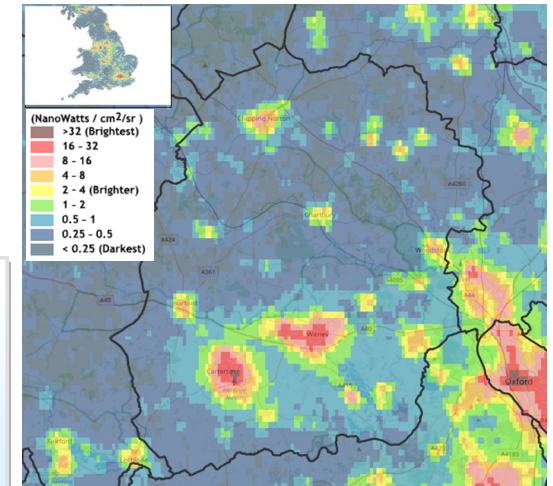 (NanoWatts / cm2/sr )
>32 (Brightest)
16 - 32
8 - 16
4 - 8
2 - 4 (Brighter)
1 - 2
0.5 - 1
0.25 - 0.5
< 0.25 (Darkest)
Chipping Norton
A4260
Charlbury
A424
A361
A44
A40
Witney
Carterton
Oxford
A4183